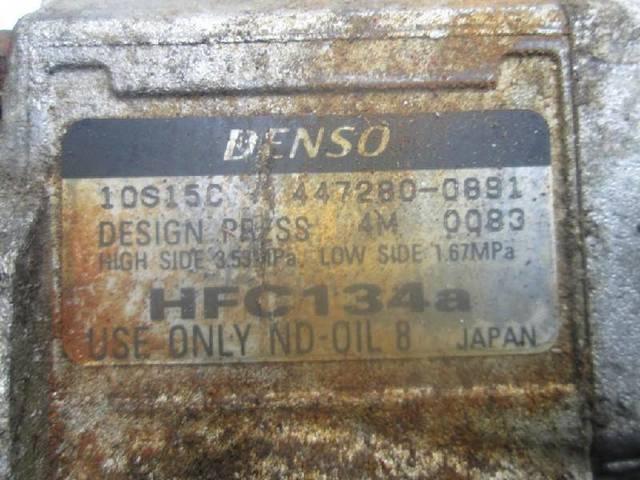 DENSO
10S15C 447280-0891
DESIGN PRESS 4M 0083
HIGH SIDE 3.53MPa, LOW SIDE 1.67MPa
HFC134a
USE ONLY ND-OIL 8 JAPAN